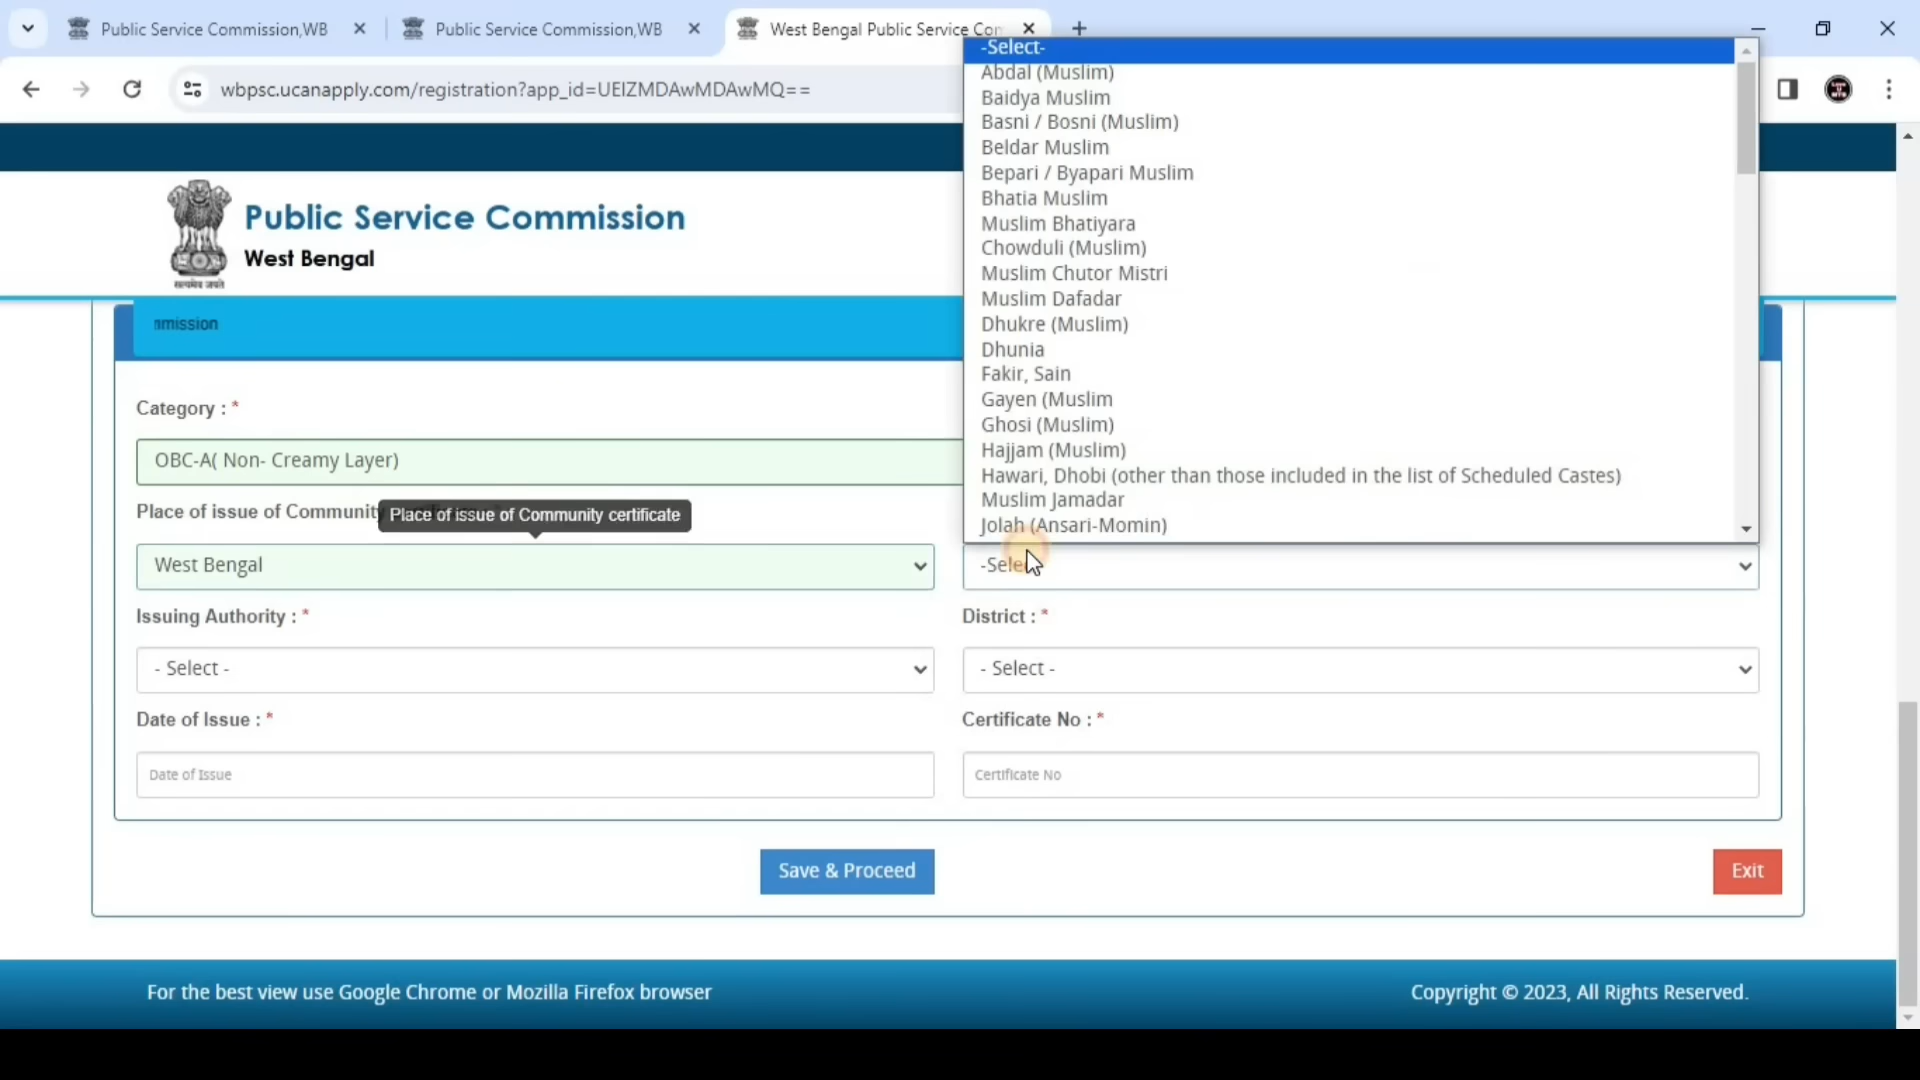 Public Service Commission,WB
Public Service Commission,WB
West Bengal Public Service Con
wbpsc.ucanapply.com/registration?app_id=UEIZMDAwMDAwMQ==
सत्यमेव जयते
Public Service Commission
West Bengal
mmission
Category : *
OBC-A( Non- Creamy Layer)
Place of issue of Community
Place of issue of Community certificate
West Bengal
-Select-
Abdal (Muslim)
Baidya Muslim
Basni / Bosni (Muslim)
Beldar Muslim
Bepari / Byapari Muslim
Bhatia Muslim
Muslim Bhatiyara
Chowduli (Muslim)
Muslim Chutor Mistri
Muslim Dafadar
Dhukre (Muslim)
Dhunia
Fakir, Sain
Gayen (Muslim
Ghosi (Muslim)
Hajjam (Muslim)
Hawari, Dhobi (other than those included in the list of Scheduled Castes)
Muslim Jamadar
Jolah (Ansari-Momin)
Issuing Authority : *
District : *
- Select -
- Select -
Date of Issue : *
Certificate No : *
Date of Issue
Certificate No
Save & Proceed
Exit
For the best view use Google Chrome or Mozilla Firefox browser
Copyright © 2023, All Rights Reserved.